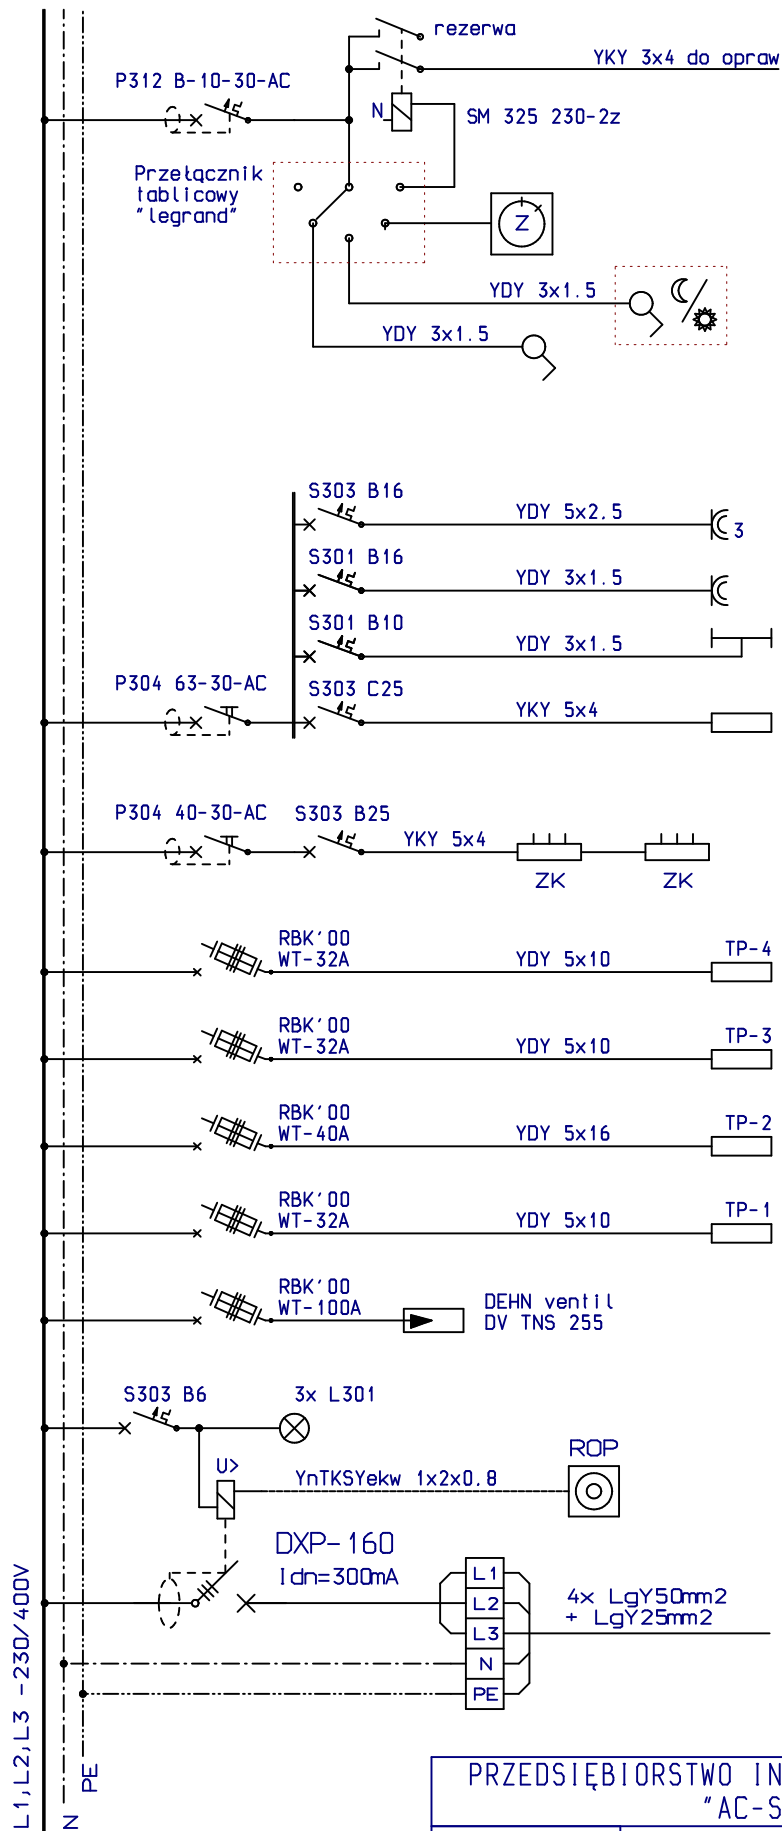 rezerwa
YKY 3x4 do opraw
P312 B-10-30-AC
N
SM 325 230-2z
Przełącznik
tablicowy
"legrand"
Z
YDY 3x1.5
YDY 3x1.5
S303 B16
YDY 5x2,5
3
S301 B16
YDY 3x1.5
S301 B10
YDY 3x1.5
P304 63-30-AC
S303 C25
YKY 5x4
P304 40-30-AC
S303 B25
YKY 5x4
ZK
ZK
RBK'00
WT-32A
YDY 5x10
TP-4
RBK'00
WT-32A
YDY 5x10
TP-3
RBK'00
WT-40A
YDY 5x16
TP-2
RBK'00
WT-32A
YDY 5x10
TP-1
RBK'00
WT-100A
DEHN ventil
DV TNS 255
S303 B6
3x L301
U>
YnTKSYekw 1x2x0.8
ROP
DXP-160
Idn=300mA
L1
L2
L3
N
PE
4x LgY50mm2
+ LgY25mm2
L1,L2,L3 -230/400V
N
PE
PRZEDSIĘBIORSTWO IN
"AC-S